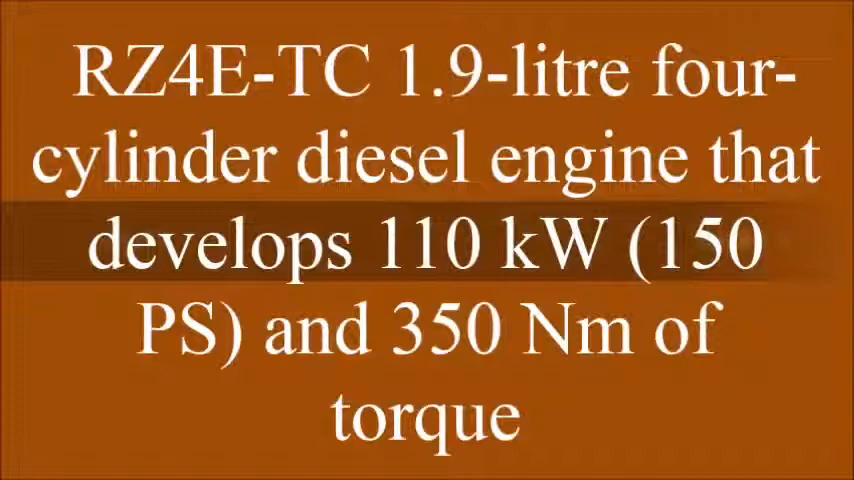 RZ4E-TC 1.9-litre four-
cylinder diesel engine that
develops 110 kW (150
PS) and 350 Nm of
torque